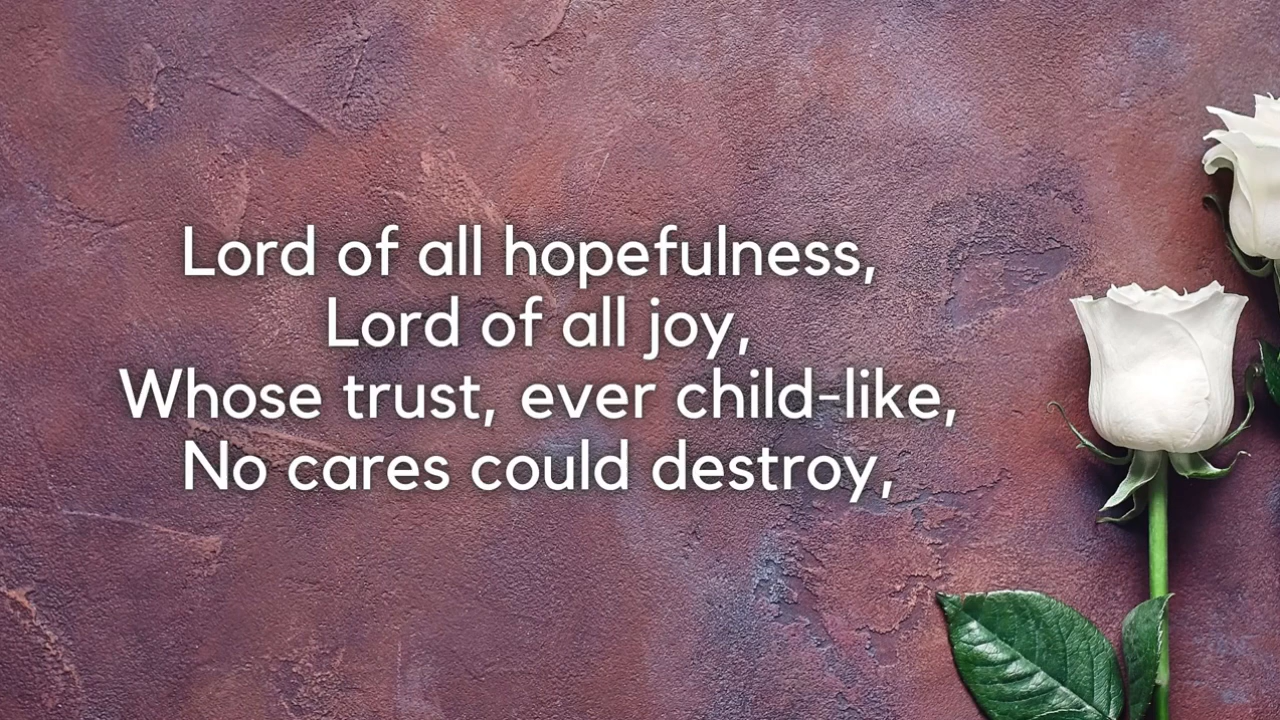 Lord of all hopefulness,
Lord of all joy,
Whose trust, ever child-like,
No cares could destroy,